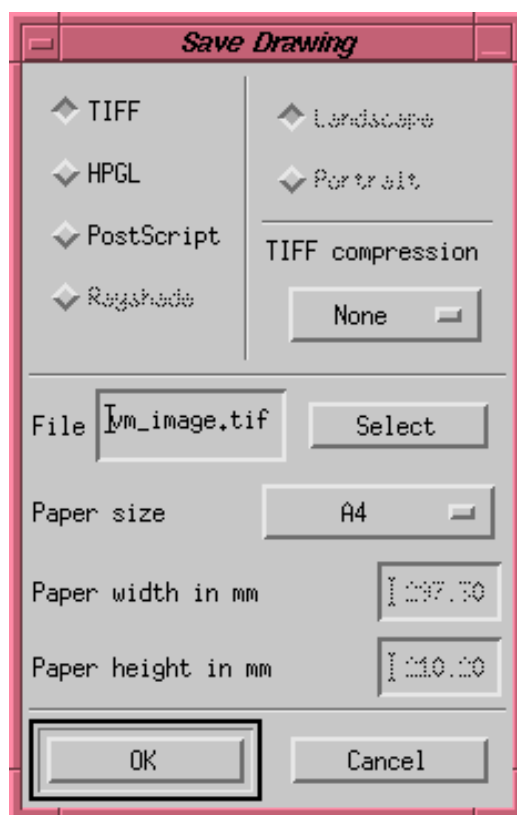 Save Drawing
TIFF
HPGL
PostScript
Rayshade
Landscape
Portrait
TIFF compression
None
File vm_image.tif Select
Paper size A4
Paper width in mm
Paper height in mm
OK Cancel